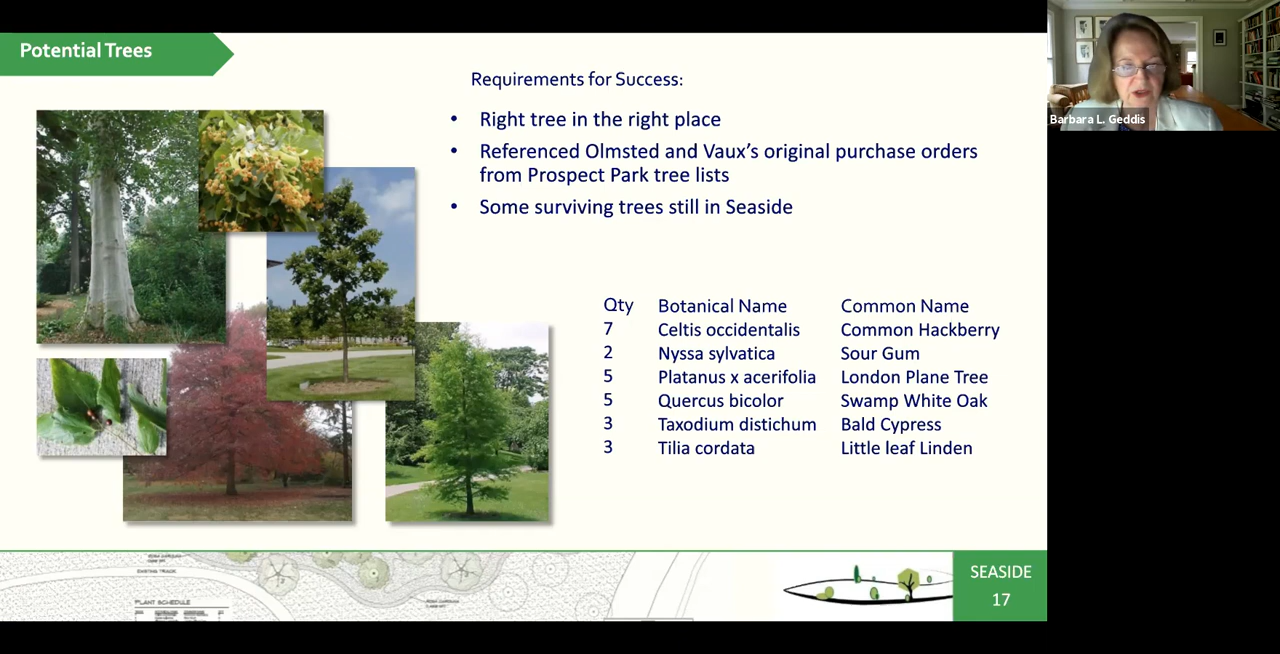 Potential Trees
Requirements for Success:
• Right tree in the right place
• Referenced Olmsted and Vaux's original purchase orders
from Prospect Park tree lists
• Some surviving trees still in Seaside
Qty Botanical Name Common Name
7 Celtis occidentalis Common Hackberry
2 Nyssa sylvatica Sour Gum
5 Platanus x acerifolia London Plane Tree
5 Quercus bicolor Swamp White Oak
3 Taxodium distichum Bald Cypress
3 Tilia cordata Little leaf Linden
Barbara L. Geddis
EXISTING TRACK
PLANT SCHEDULE
SEASIDE
17